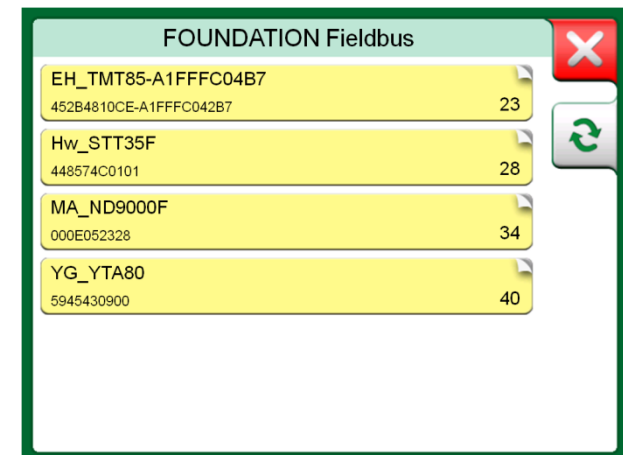 FOUNDATION Fieldbus
EH_TMT85-A1FFFC04B7
452B4810CE-A1FFFC042B7
23
Hw_STT35F
448574C0101
28
MA_ND9000F
000E052328
34
YG_YTA80
5945430900
40